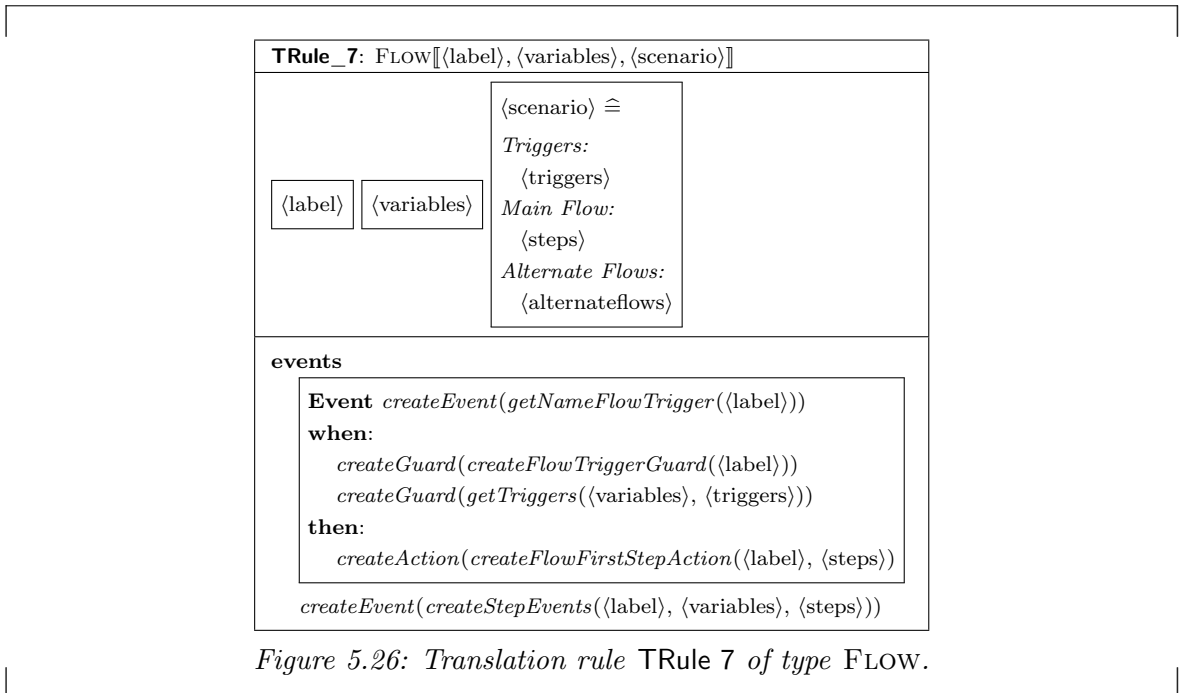 TRule_7: FLOW⟦⟨label⟩, ⟨variables⟩, ⟨scenario⟩⟧
⟨label⟩ ⟨variables⟩
⟨scenario⟩ ≙
Triggers:
⟨triggers⟩
Main Flow:
⟨steps⟩
Alternate Flows:
⟨alternateflows⟩
events
Event createEvent(getNameFlowTrigger(⟨label⟩))
when:
createGuard(createFlowTriggerGuard(⟨label⟩))
createGuard(getTriggers(⟨variables⟩, ⟨triggers⟩))
then:
createAction(createFlowFirstStepAction(⟨label⟩, ⟨steps⟩)
createEvent(createStepEvents(⟨label⟩, ⟨variables⟩, ⟨steps⟩))
Figure 5.26: Translation rule TRule 7 of type FLOW.